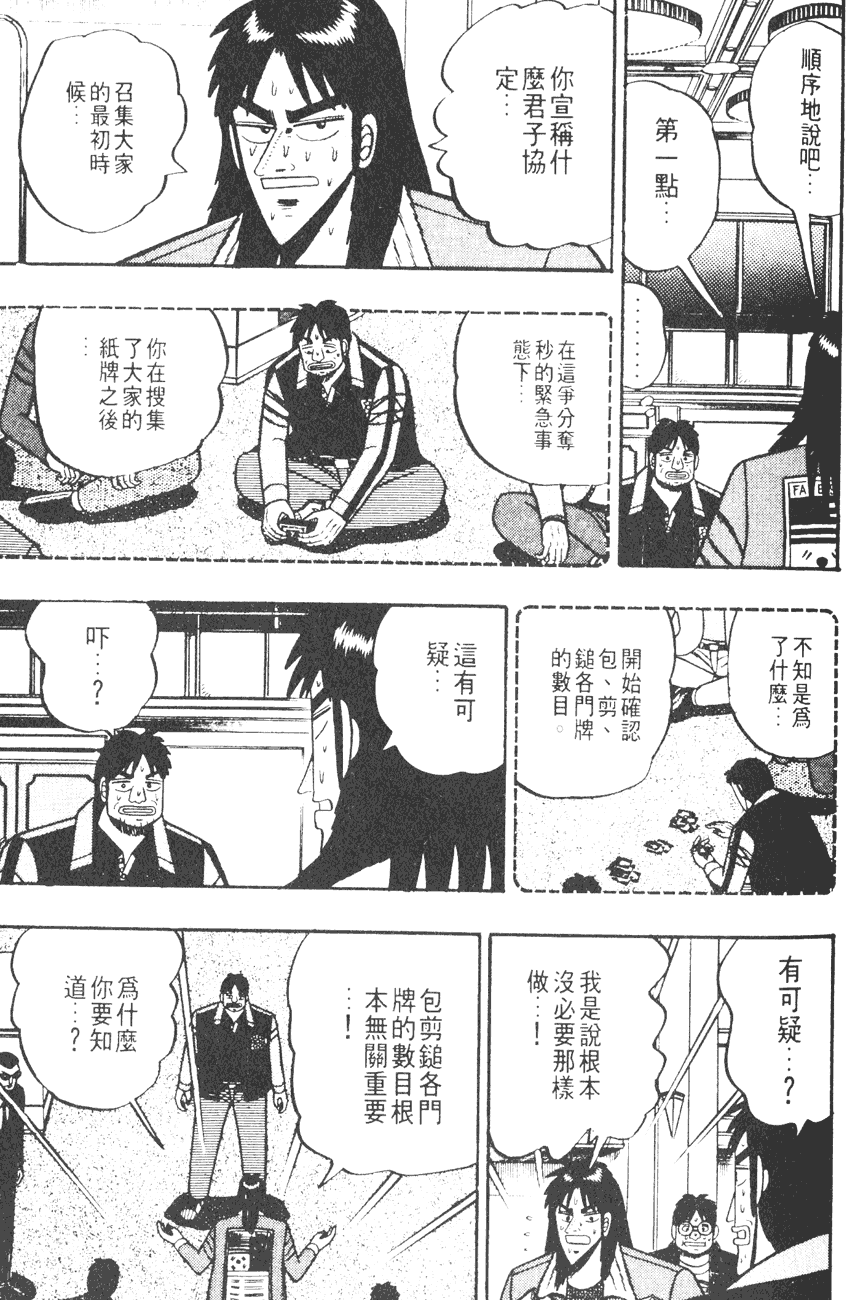 順序地說吧…
第一點…
……
你宣稱什
麼君子協
定…
召集大家
的最初時
候…
在這爭分奪
秒的緊急事
態下…
你在搜集
了大家的
紙牌之後
…
不知是爲
了什麼…
開始確認
包、剪、
鎚各門牌
的數目。
這有可
疑…
吓…?
有可疑…?
我是說根本
沒必要那樣
做…!
包剪鎚各門
牌的數目根
本無關重要
…!
爲什麼
你要知
道…?